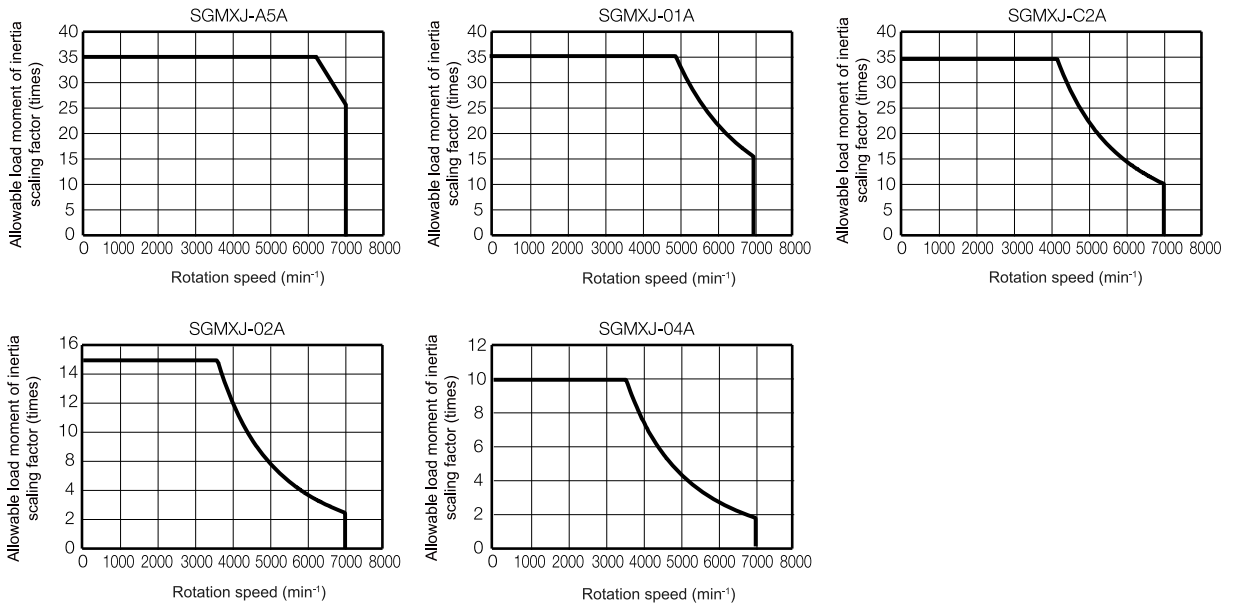 SGMXJ-A5A
Allowable load moment of inertia
scaling factor (times)
40
35
30
25
20
15
10
5
0
0 1000 2000 3000 4000 5000 6000 7000 8000
Rotation speed (min⁻¹)
SGMXJ-01A
Allowable load moment of inertia
scaling factor (times)
40
35
30
25
20
15
10
5
0
0 1000 2000 3000 4000 5000 6000 7000 8000
Rotation speed (min⁻¹)
SGMXJ-C2A
Allowable load moment of inertia
scaling factor (times)
40
35
30
25
20
15
10
5
0
0 1000 2000 3000 4000 5000 6000 7000 8000
Rotation speed (min⁻¹)
SGMXJ-02A
Allowable load moment of inertia
scaling factor (times)
16
14
12
10
8
4
2
0
0 1000 2000 3000 4000 5000 6000 7000 8000
Rotation speed (min⁻¹)
SGMXJ-04A
Allowable load moment of inertia
scaling factor (times)
12
10
8
6
4
2
0
0 1000 2000 3000 4000 5000 6000 7000 8000
Rotation speed (min⁻¹)